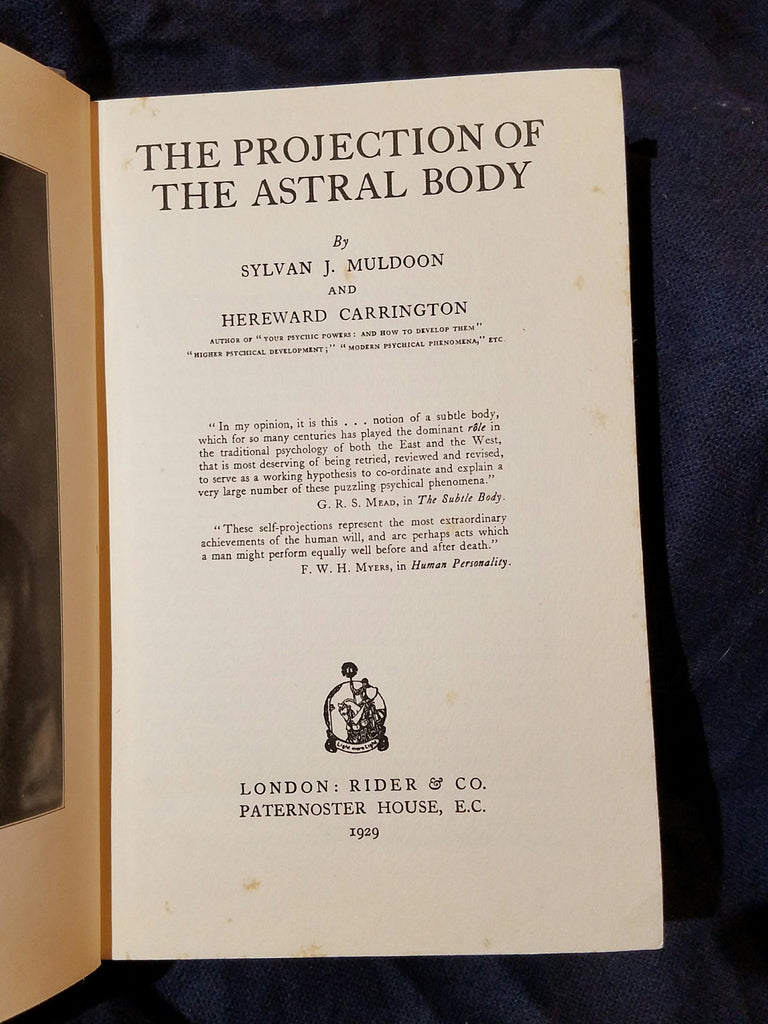 THE PROJECTION OF
THE ASTRAL BODY
By
SYLVAN J. MULDOON
AND
HEREWARD CARRINGTON
AUTHOR OF "YOUR PSYCHIC POWERS: AND HOW TO DEVELOP THEM"
"HIGHER PSYCHICAL DEVELOPMENT;" "MODERN PSYCHICAL PHENOMENA," ETC.
"In my opinion, it is this . . . notion of a subtle body,
which for so many centuries has played the dominant rôle in
the traditional psychology of both the East and the West,
that is most deserving of being retried, reviewed and revised,
to serve as a working hypothesis to co-ordinate and explain a
very large number of these puzzling psychical phenomena."
G. R. S. MEAD, in The Subtle Body.
"These self-projections represent the most extraordinary
achievements of the human will, and are perhaps acts which
a man might perform equally well before and after death."
F. W. H. MYERS, in Human Personality.
Light more Light
LONDON: RIDER & CO.
PATERNOSTER HOUSE, E.C.
1929